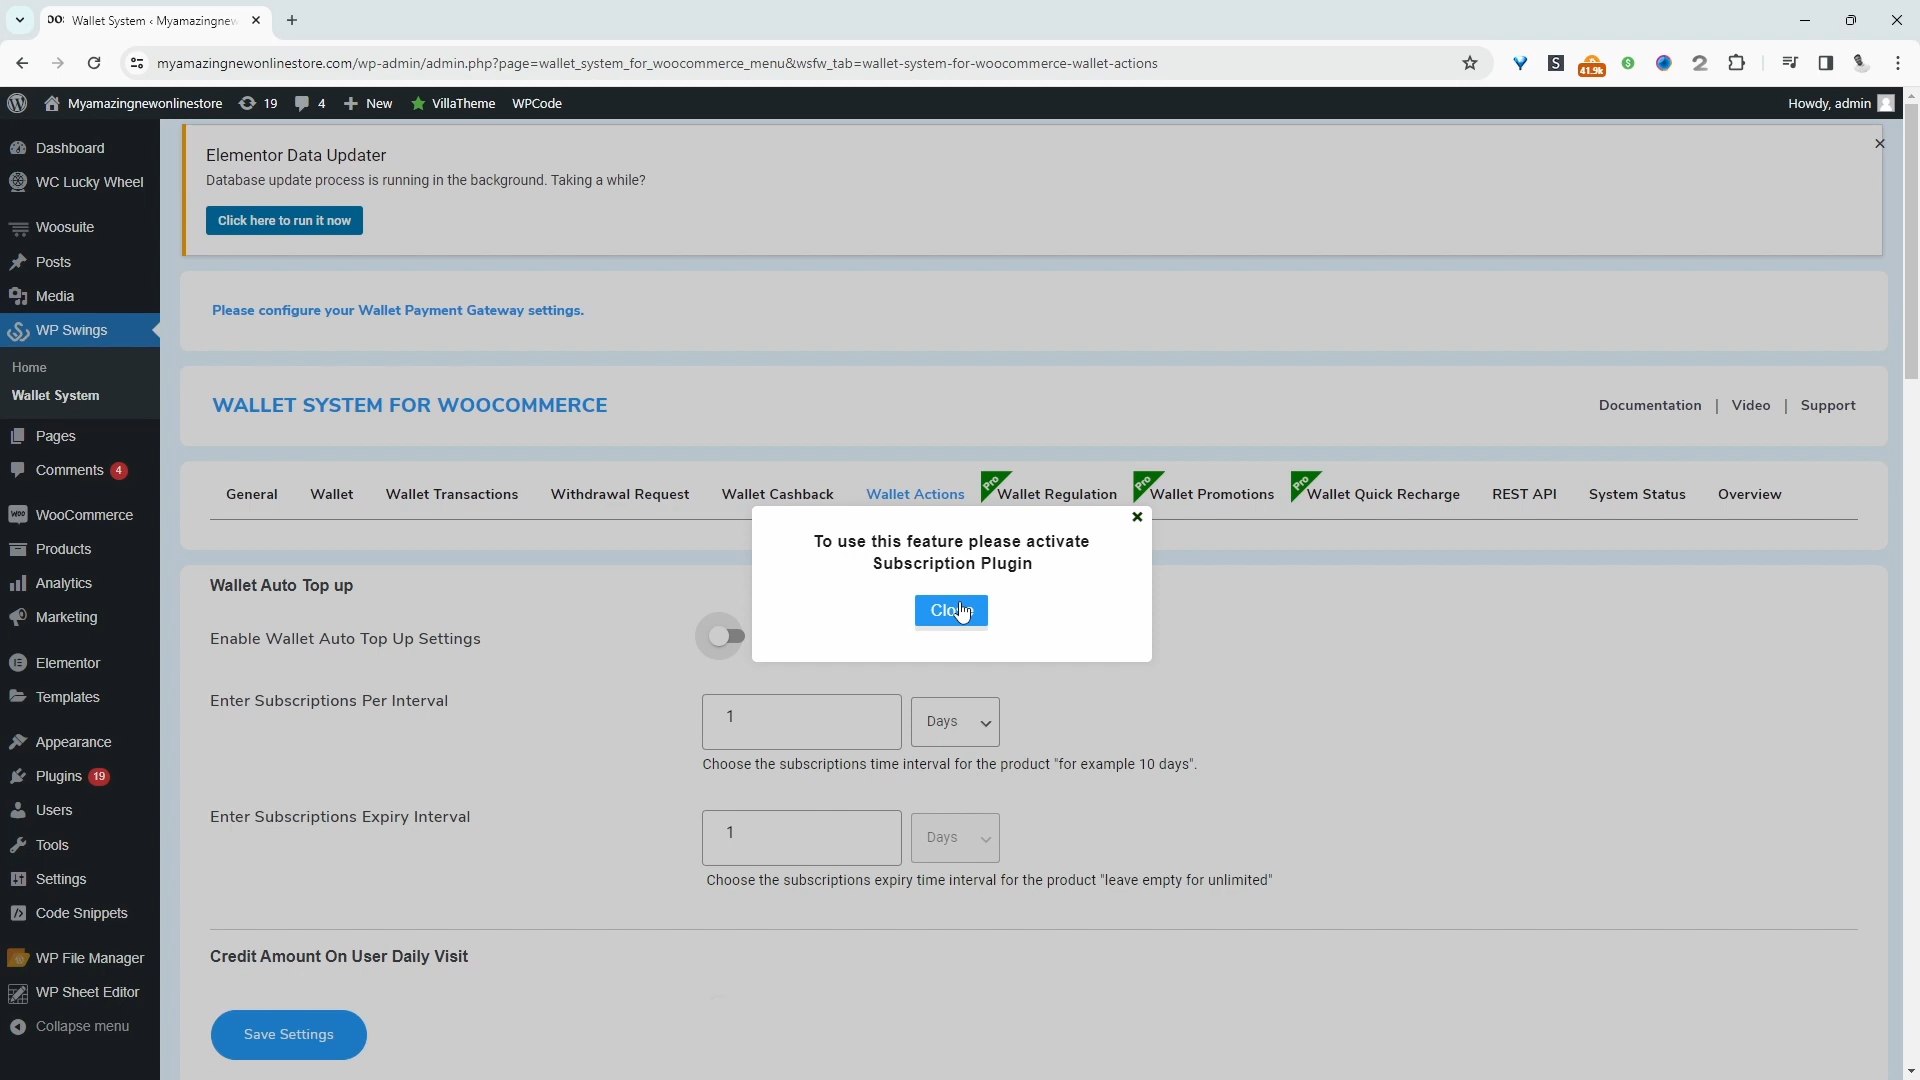 Wallet System ‹ Myamazingnew
myamazingnewonlinestore.com/wp-admin/admin.php?page=wallet_system_for_woocommerce_menu&wsfw_tab=wallet-system-for-woocommerce-wallet-actions
41.9k
Myamazingnewonlinestore 19 4 New VillaTheme WPCode Howdy, admin
Dashboard
WC Lucky Wheel
Woosuite
Posts
Media
WP Swings
Home
Wallet System
Pages
Comments 4
WooCommerce
Products
Analytics
Marketing
Elementor
Templates
Appearance
Plugins 19
Users
Tools
Settings
Code Snippets
WP File Manager
WP Sheet Editor
Collapse menu
Elementor Data Updater
Database update process is running in the background. Taking a while?
Click here to run it now
Please configure your Wallet Payment Gateway settings.
WALLET SYSTEM FOR WOOCOMMERCE
Documentation | Video | Support
General Wallet Wallet Transactions Withdrawal Request Wallet Cashback Wallet Actions Pro Wallet Regulation Pro Wallet Promotions Pro Wallet Quick Recharge REST API System Status Overview
To use this feature please activate
Subscription Plugin
Wallet Auto Top up
Enable Wallet Auto Top Up Settings
Enter Subscriptions Per Interval
1 Days
Choose the subscriptions time interval for the product "for example 10 days".
Enter Subscriptions Expiry Interval
1 Days
Choose the subscriptions expiry time interval for the product "leave empty for unlimited"
Credit Amount On User Daily Visit
Save Settings